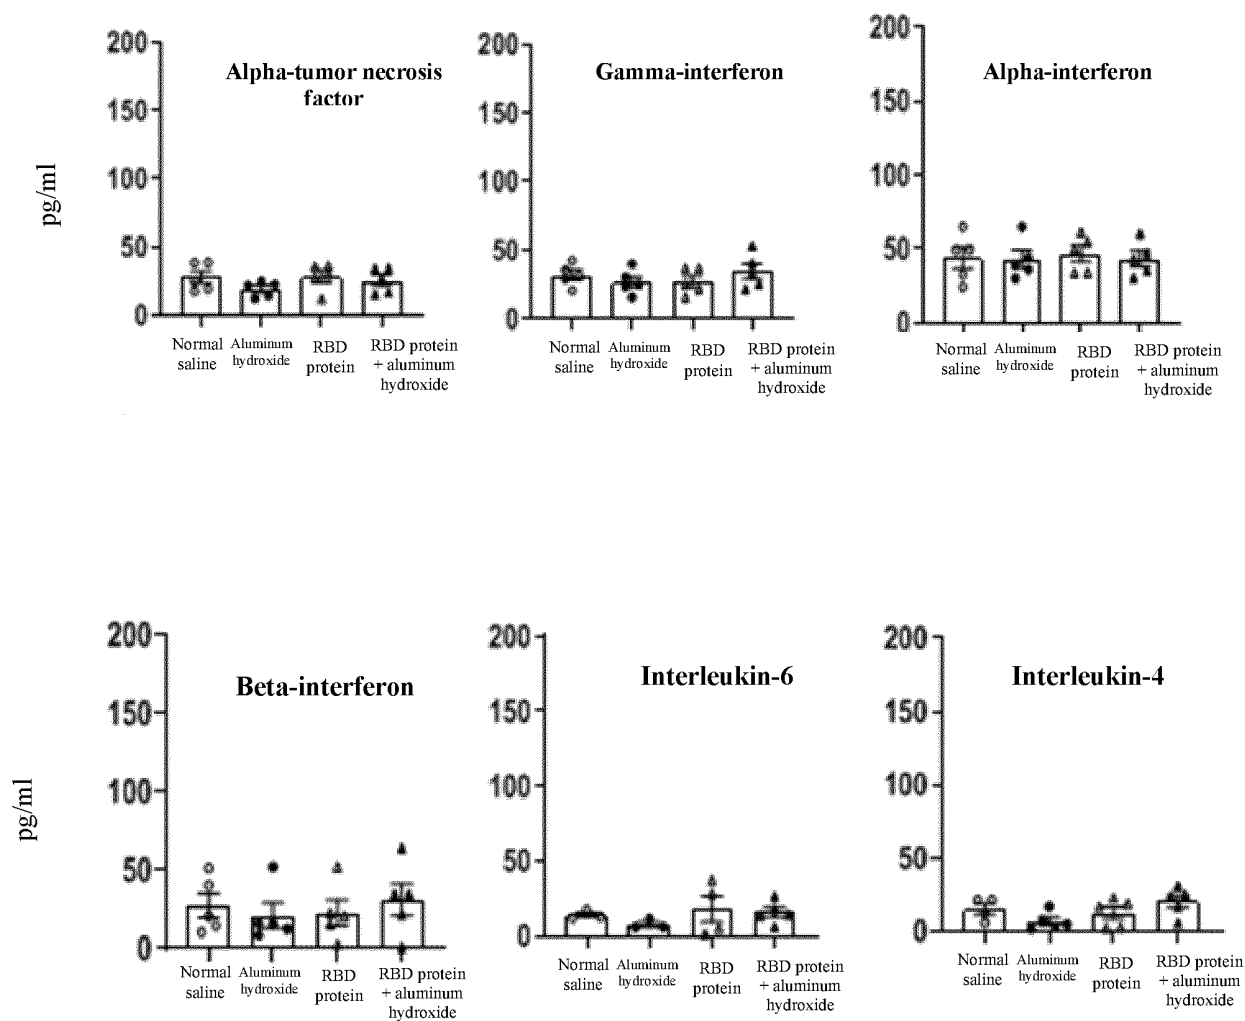 Alpha-tumor necrosis
factor
200
150
100
50
0
pg/ml
Normal
saline
Aluminum
hydroxide
RBD
protein
RBD protein
+ aluminum
hydroxide
Gamma-interferon
200
150
100
50
0
Normal
saline
Aluminum
hydroxide
RBD
protein
RBD protein
+ aluminum
hydroxide
Alpha-interferon
200
150
100
50
0
Normal
saline
Aluminum
hydroxide
RBD
protein
RBD protein
+ aluminum
hydroxide
Beta-interferon
200
150
100
50
0
pg/ml
Normal
saline
Aluminum
hydroxide
RBD
protein
RBD protein
+ aluminum
hydroxide
Interleukin-6
200
150
100
50
0
Normal
saline
Aluminum
hydroxide
RBD
protein
RBD protein
+ aluminum
hydroxide
Interleukin-4
200
150
100
50
0
Normal
saline
Aluminum
hydroxide
RBD
protein
RBD protein
+ aluminum
hydroxide